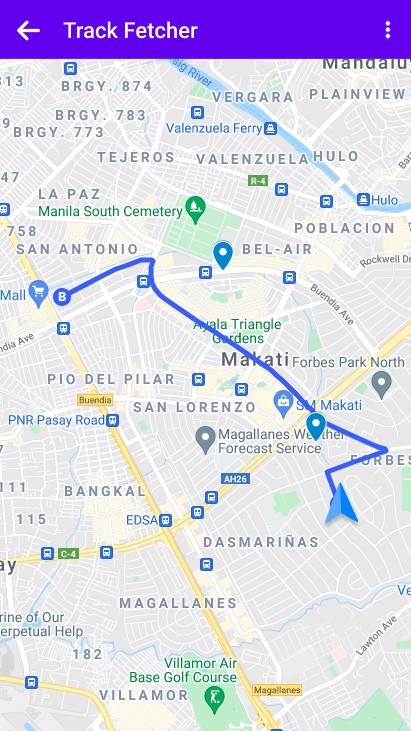 Track Fetcher
Mandaluy
sig River
BRGY. 874
VERGARA
PLAINVIEW
913
BRGY. 783
BRGY. 773
Valenzuela Ferry
TEJEROS
VALENZUELA
HULO
747
R-4
LA PAZ
Manila South Cemetery
Hulo
758
POBLACION
SAN ANTONIO
BEL-AIR
Rockwell Dr
Mall
B
Buendia Ave
endia Ave
Ayala Triangle
Gardens
Makati
Forbes Park North
PIO DEL PILAR
Buendia
SAN LORENZO
SM Makati
PNR Pasay Road
Magallanes Weather
Forecast Service
FORBES
111
AH26
BANGKAL
115
EDSA
DASMARIÑAS
C-4
ay
MAGALLANES
Ve
rine of Our
erpetual Help
Lawton Ave
182
Villamor Air
Base Golf Course
VILLAMOR
Magallanes